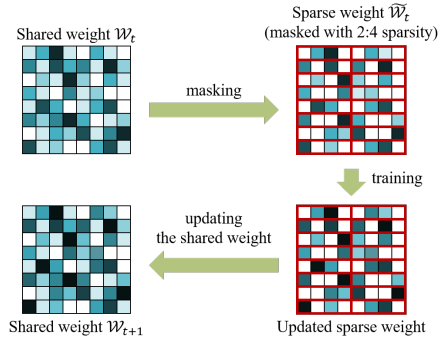 Shared weight 𝒲t
Sparse weight 𝒲̃t
(masked with 2:4 sparsity)
masking
training
updating
the shared weight
Shared weight 𝒲t+1
Updated sparse weight